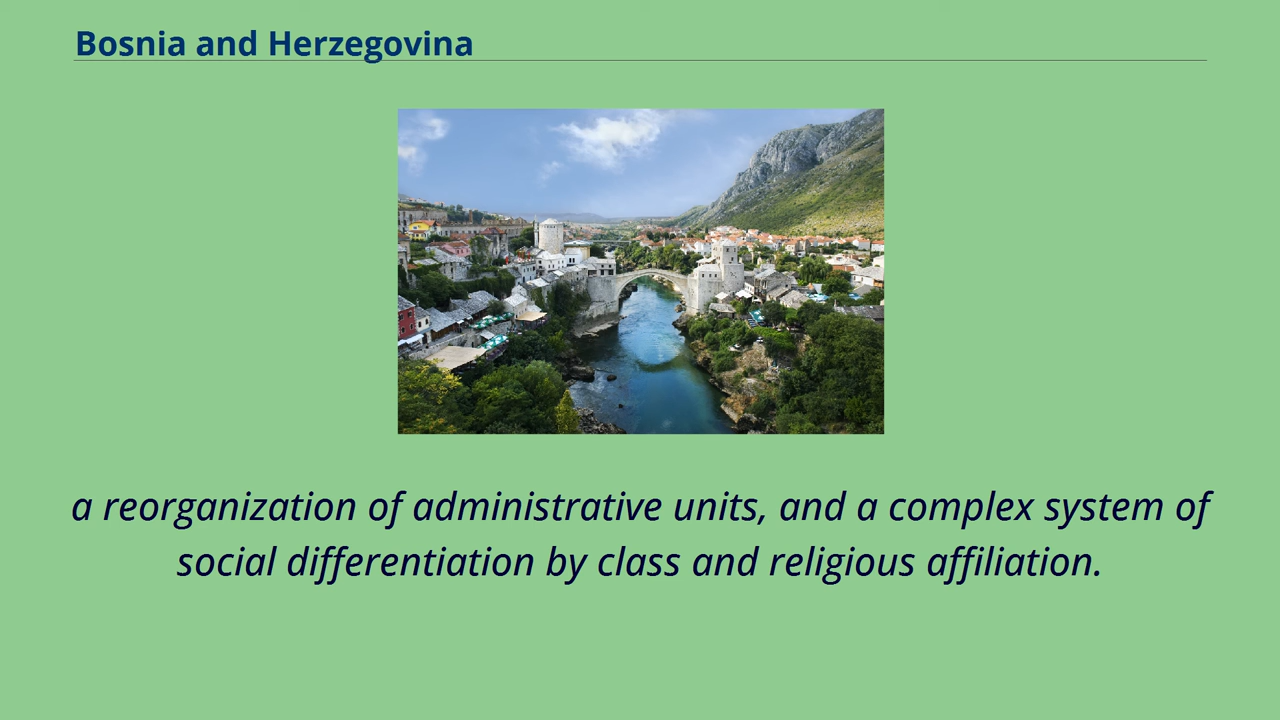 Bosnia and Herzegovina
a reorganization of administrative units, and a complex system of
social differentiation by class and religious affiliation.